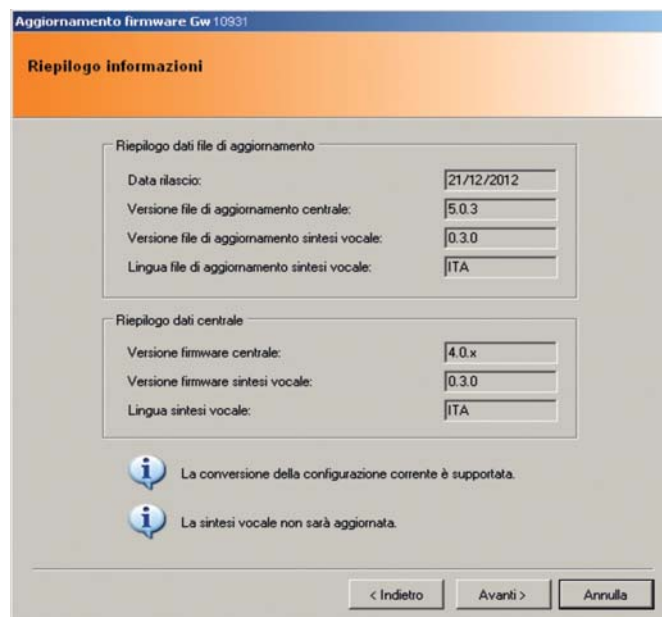 Aggiornamento firmware Gw 10931
Riepilogo informazioni
Riepilogo dati file di aggiornamento
Data rilascio: 21/12/2012
Versione file di aggiornamento centrale: 5.0.3
Versione file di aggiornamento sintesi vocale: 0.3.0
Lingua file di aggiornamento sintesi vocale: ITA
Riepilogo dati centrale
Versione firmware centrale: 4.0.x
Versione firmware sintesi vocale: 0.3.0
Lingua sintesi vocale: ITA
La conversione della configurazione corrente è supportata.
La sintesi vocale non sarà aggiornata.
< Indietro Avanti > Annulla